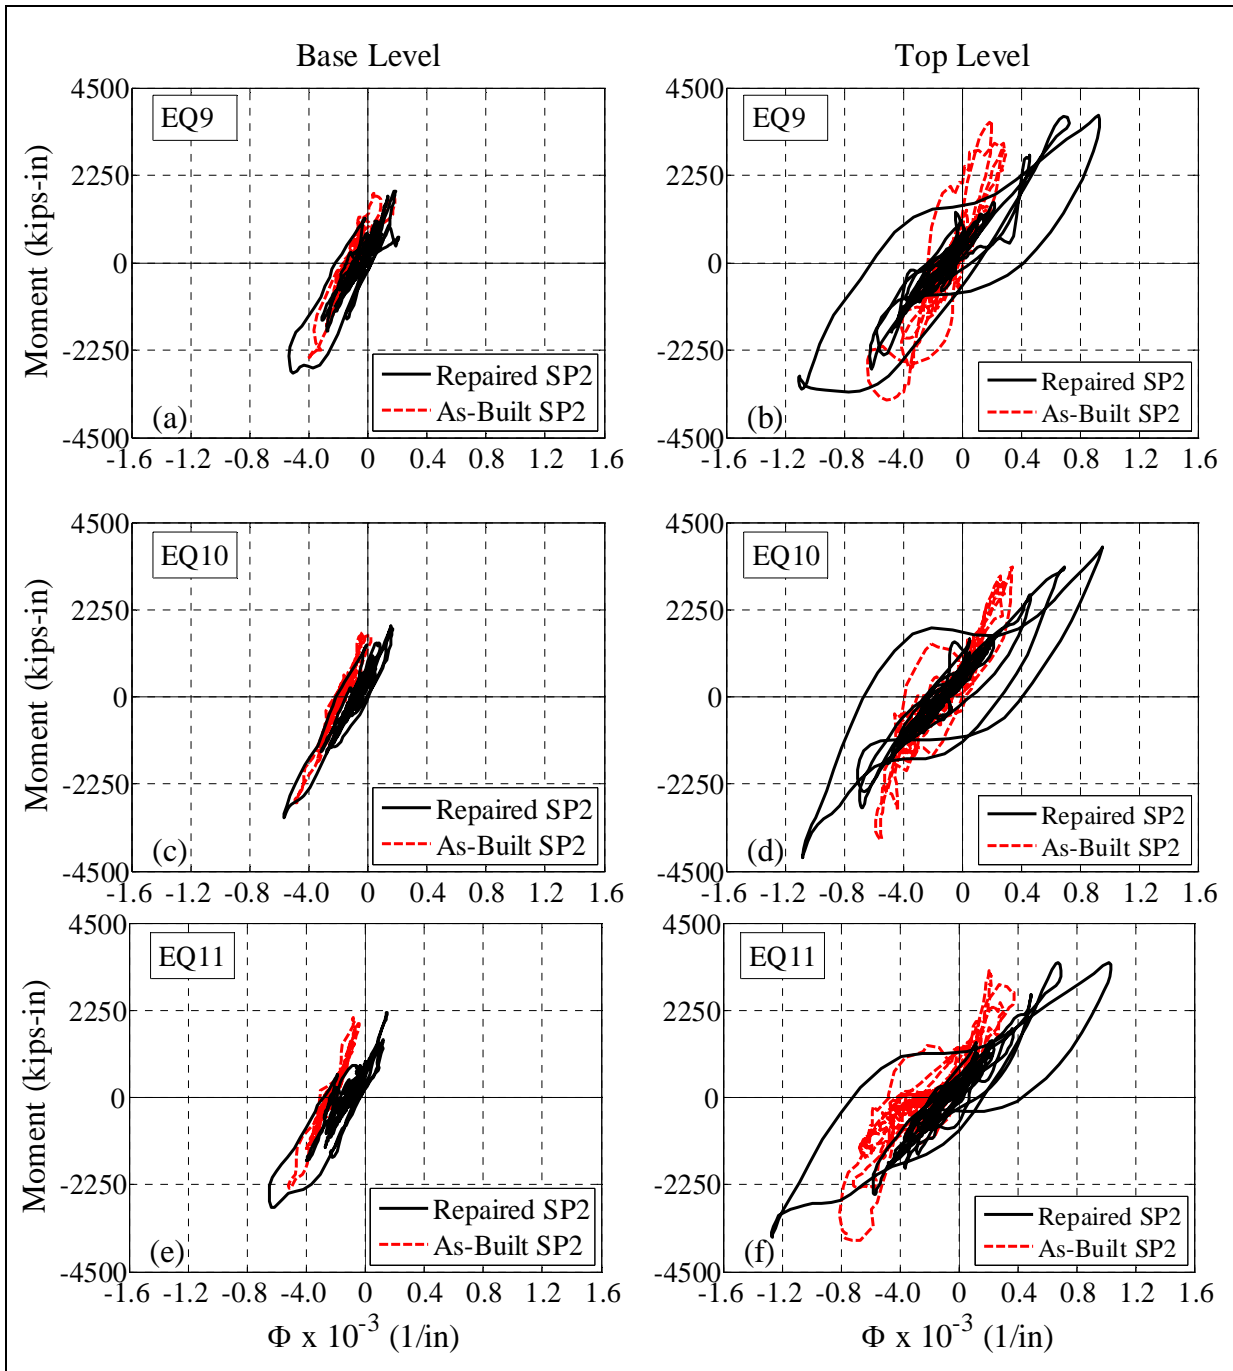 Base Level Top Level
4500 4500
EQ9 EQ9
2250 2250
0 0
-2250 -2250
Moment (kips-in)
Repaired SP2 Repaired SP2
As-Built SP2 As-Built SP2
(a) (b)
-4500 -4500
-1.6 -1.2 -0.8 -4.0 0 0.4 0.8 1.2 1.6 -1.6 -1.2 -0.8 -4.0 0 0.4 0.8 1.2 1.6
4500 4500
EQ10 EQ10
2250 2250
0 0
-2250 -2250
Moment (kips-in)
Repaired SP2 Repaired SP2
As-Built SP2 As-Built SP2
(c) (d)
-4500 -4500
-1.6 -1.2 -0.8 -4.0 0 0.4 0.8 1.2 1.6 -1.6 -1.2 -0.8 -4.0 0 0.4 0.8 1.2 1.6
4500 4500
EQ11 EQ11
2250 2250
0 0
-2250 -2250
Moment (kips-in)
Repaired SP2 Repaired SP2
As-Built SP2 As-Built SP2
(e) (f)
-4500 -4500
-1.6 -1.2 -0.8 -4.0 0 0.4 0.8 1.2 1.6 -1.6 -1.2 -0.8 -4.0 0 0.4 0.8 1.2 1.6
Φ x 10⁻³ (1/in) Φ x 10⁻³ (1/in)